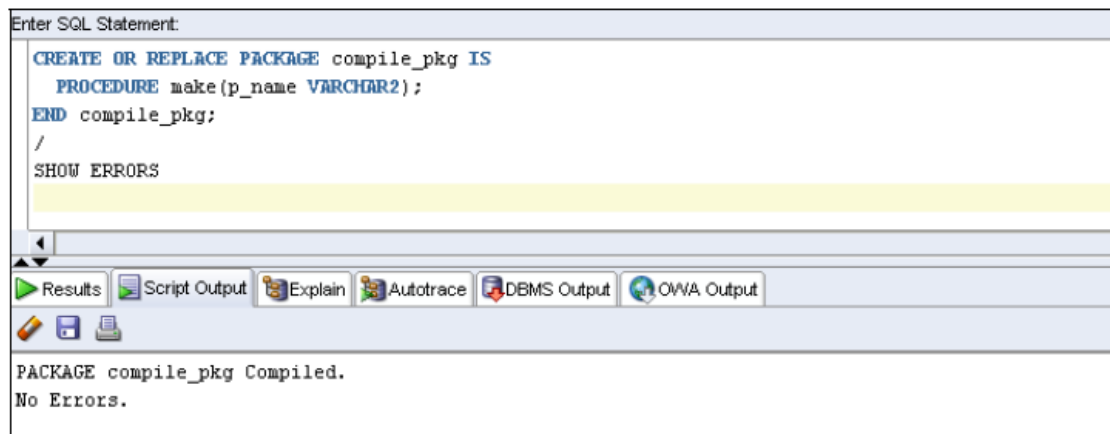 Enter SQL Statement:
CREATE OR REPLACE PACKAGE compile_pkg IS
PROCEDURE make(p_name VARCHAR2);
END compile_pkg;
/
SHOW ERRORS
Results Script Output Explain Autotrace DBMS Output OWA Output
PACKAGE compile_pkg Compiled.
No Errors.